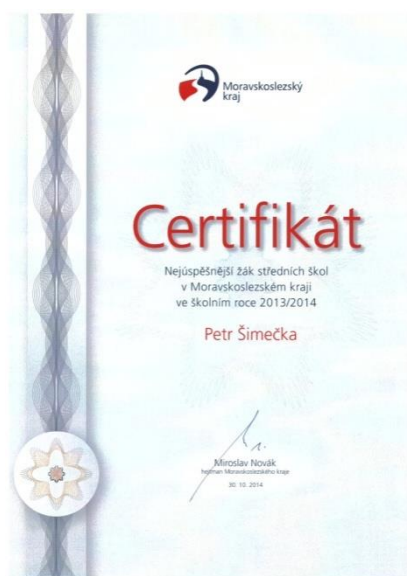 Moravskoslezský
kraj
Certifikát
Nejúspěšnější žák středních škol
v Moravskoslezském kraji
ve školním roce 2013/2014
Petr Šimečka
Miroslav Novák
hejtman Moravskoslezského kraje
30. 10. 2014